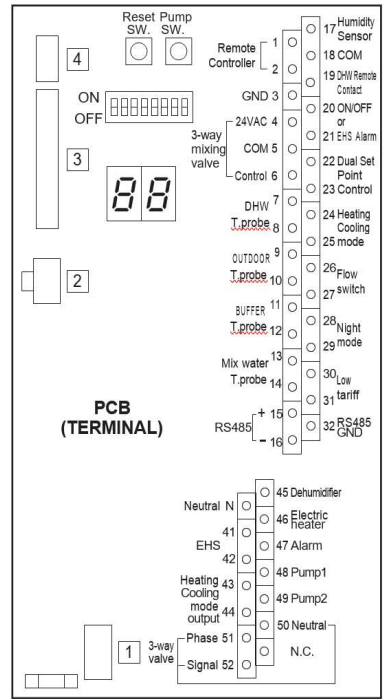 Reset Pump
SW. SW.
4
ON
OFF
3
88
2
PCB
(TERMINAL)
Remote
Controller
1
2
GND 3
3-way
mixing
valve
24VAC 4
COM 5
Control 6
DHW
T.probe
7
8
OUTDOOR
T.probe
9
10
BUFFER
T.probe
11
12
Mix water
T.probe
13
14
RS485
+ 15
- 16
17 Humidity
Sensor
18 COM
19 DHW Remote
Contact
20 ON/OFF
or
21 EHS Alarm
22 Dual Set
Point
23 Control
24 Heating
Cooling
25 mode
26
Flow
switch
27
28
Night
mode
29
30
Low
tariff
31
32 RS485
GND
Neutral N
41
EHS
42
Heating 43
Cooling
mode
output 44
3-way
valve
Phase 51
Signal 52
45 Dehumidifier
46 Electric
heater
47 Alarm
48 Pump1
49 Pump2
50 Neutral
N.C.
1